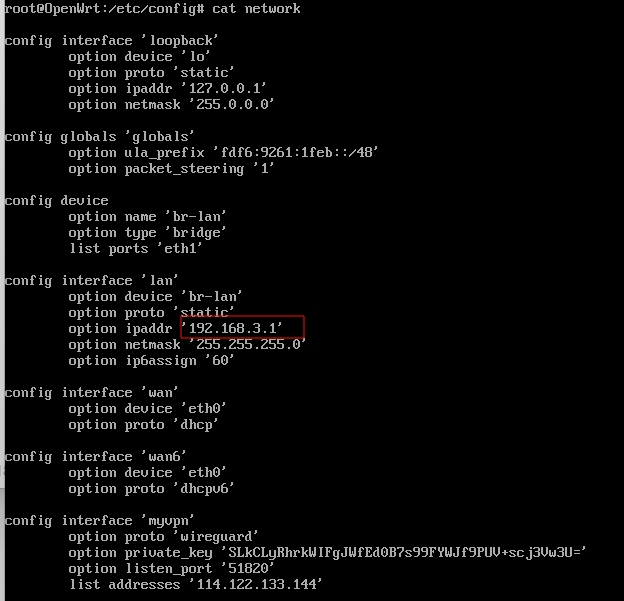 root@OpenWrt:/etc/config# cat network
config interface 'loopback'
option device 'lo'
option proto 'static'
option ipaddr '127.0.0.1'
option netmask '255.0.0.0'
config globals 'globals'
option ula_prefix 'fdf6:9261:1feb::/48'
option packet_steering '1'
config device
option name 'br-lan'
option type 'bridge'
list ports 'eth1'
config interface 'lan'
option device 'br-lan'
option proto 'static'
option ipaddr '192.168.3.1'
option netmask '255.255.255.0'
option ip6assign '60'
config interface 'wan'
option device 'eth0'
option proto 'dhcp'
config interface 'wan6'
option device 'eth0'
option proto 'dhcpv6'
config interface 'myvpn'
option proto 'wireguard'
option private_key 'SLkCLyRhrkWIFgJWfEd0B7s99FYWJf9PUV+scj3Vw3U='
option listen_port '51820'
list addresses '114.122.133.144'